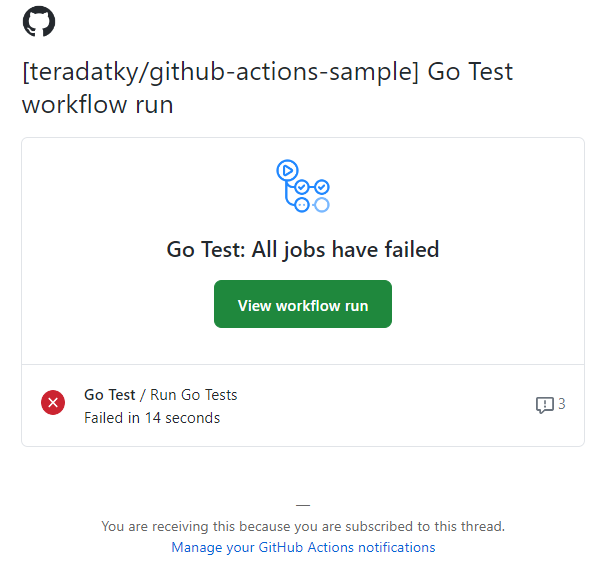 [teradatky/github-actions-sample] Go Test
workflow run
Go Test: All jobs have failed
View workflow run
Go Test / Run Go Tests
Failed in 14 seconds
3
—
You are receiving this because you are subscribed to this thread.
Manage your GitHub Actions notifications